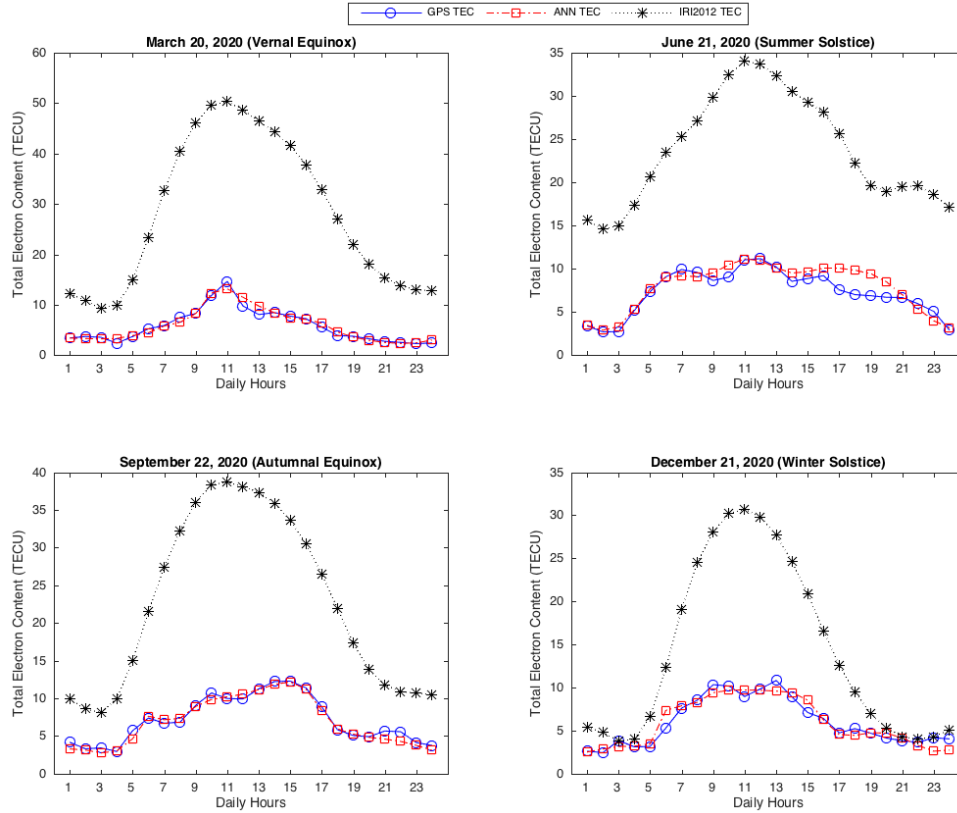 GPS TEC ANN TEC IRI2012 TEC
March 20, 2020 (Vernal Equinox)
Total Electron Content (TECU)
60
50
40
30
20
10
0
1 3 5 7 9 11 13 15 17 19 21 23
Daily Hours
June 21, 2020 (Summer Solstice)
Total Electron Content (TECU)
35
30
25
20
15
10
5
0
1 3 5 7 9 11 13 15 17 19 21 23
Daily Hours
September 22, 2020 (Autumnal Equinox)
Total Electron Content (TECU)
40
35
30
25
20
15
10
5
0
1 3 5 7 9 11 13 15 17 19 21 23
Daily Hours
December 21, 2020 (Winter Solstice)
Total Electron Content (TECU)
35
30
25
20
15
10
5
0
1 3 5 7 9 11 13 15 17 19 21 23
Daily Hours